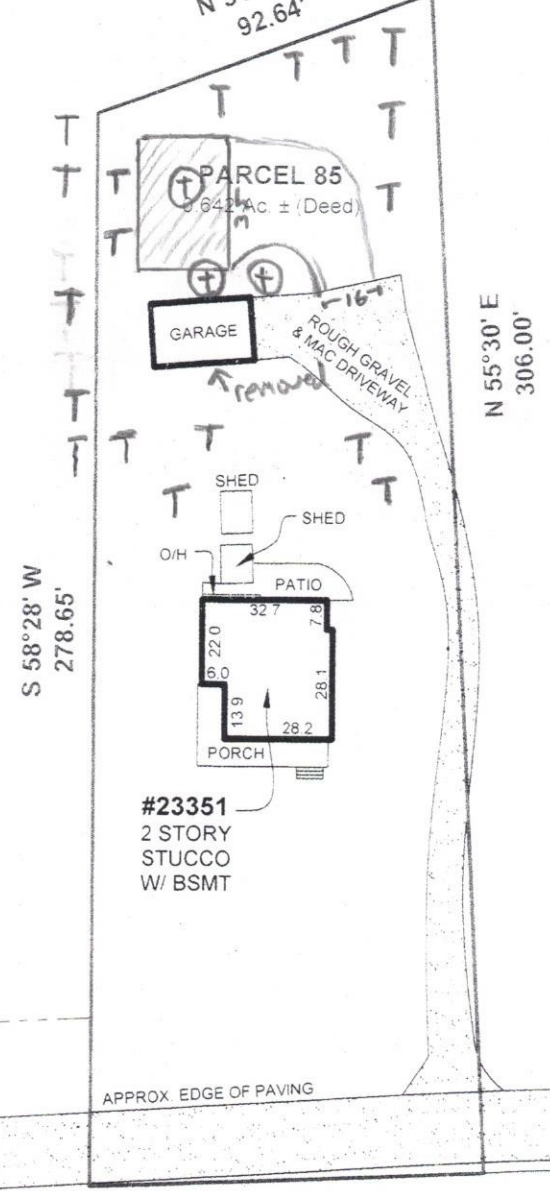 92.64'
T T T
T T
T
T T
PARCEL 85
T
0.642 Ac. ± (Deed)
T
T
16
GARAGE
ROUGH GRAVEL
& MAC DRIVEWAY
N 55°30' E
306.00'
removed
T
T T T T
SHED
T T
SHED
O/H
PATIO
32.7
7.8
22.0
6.0
S 58°28' W
278.65'
28.1
13.9
28.2
PORCH
#23351
2 STORY
STUCCO
W/ BSMT
APPROX. EDGE OF PAVING